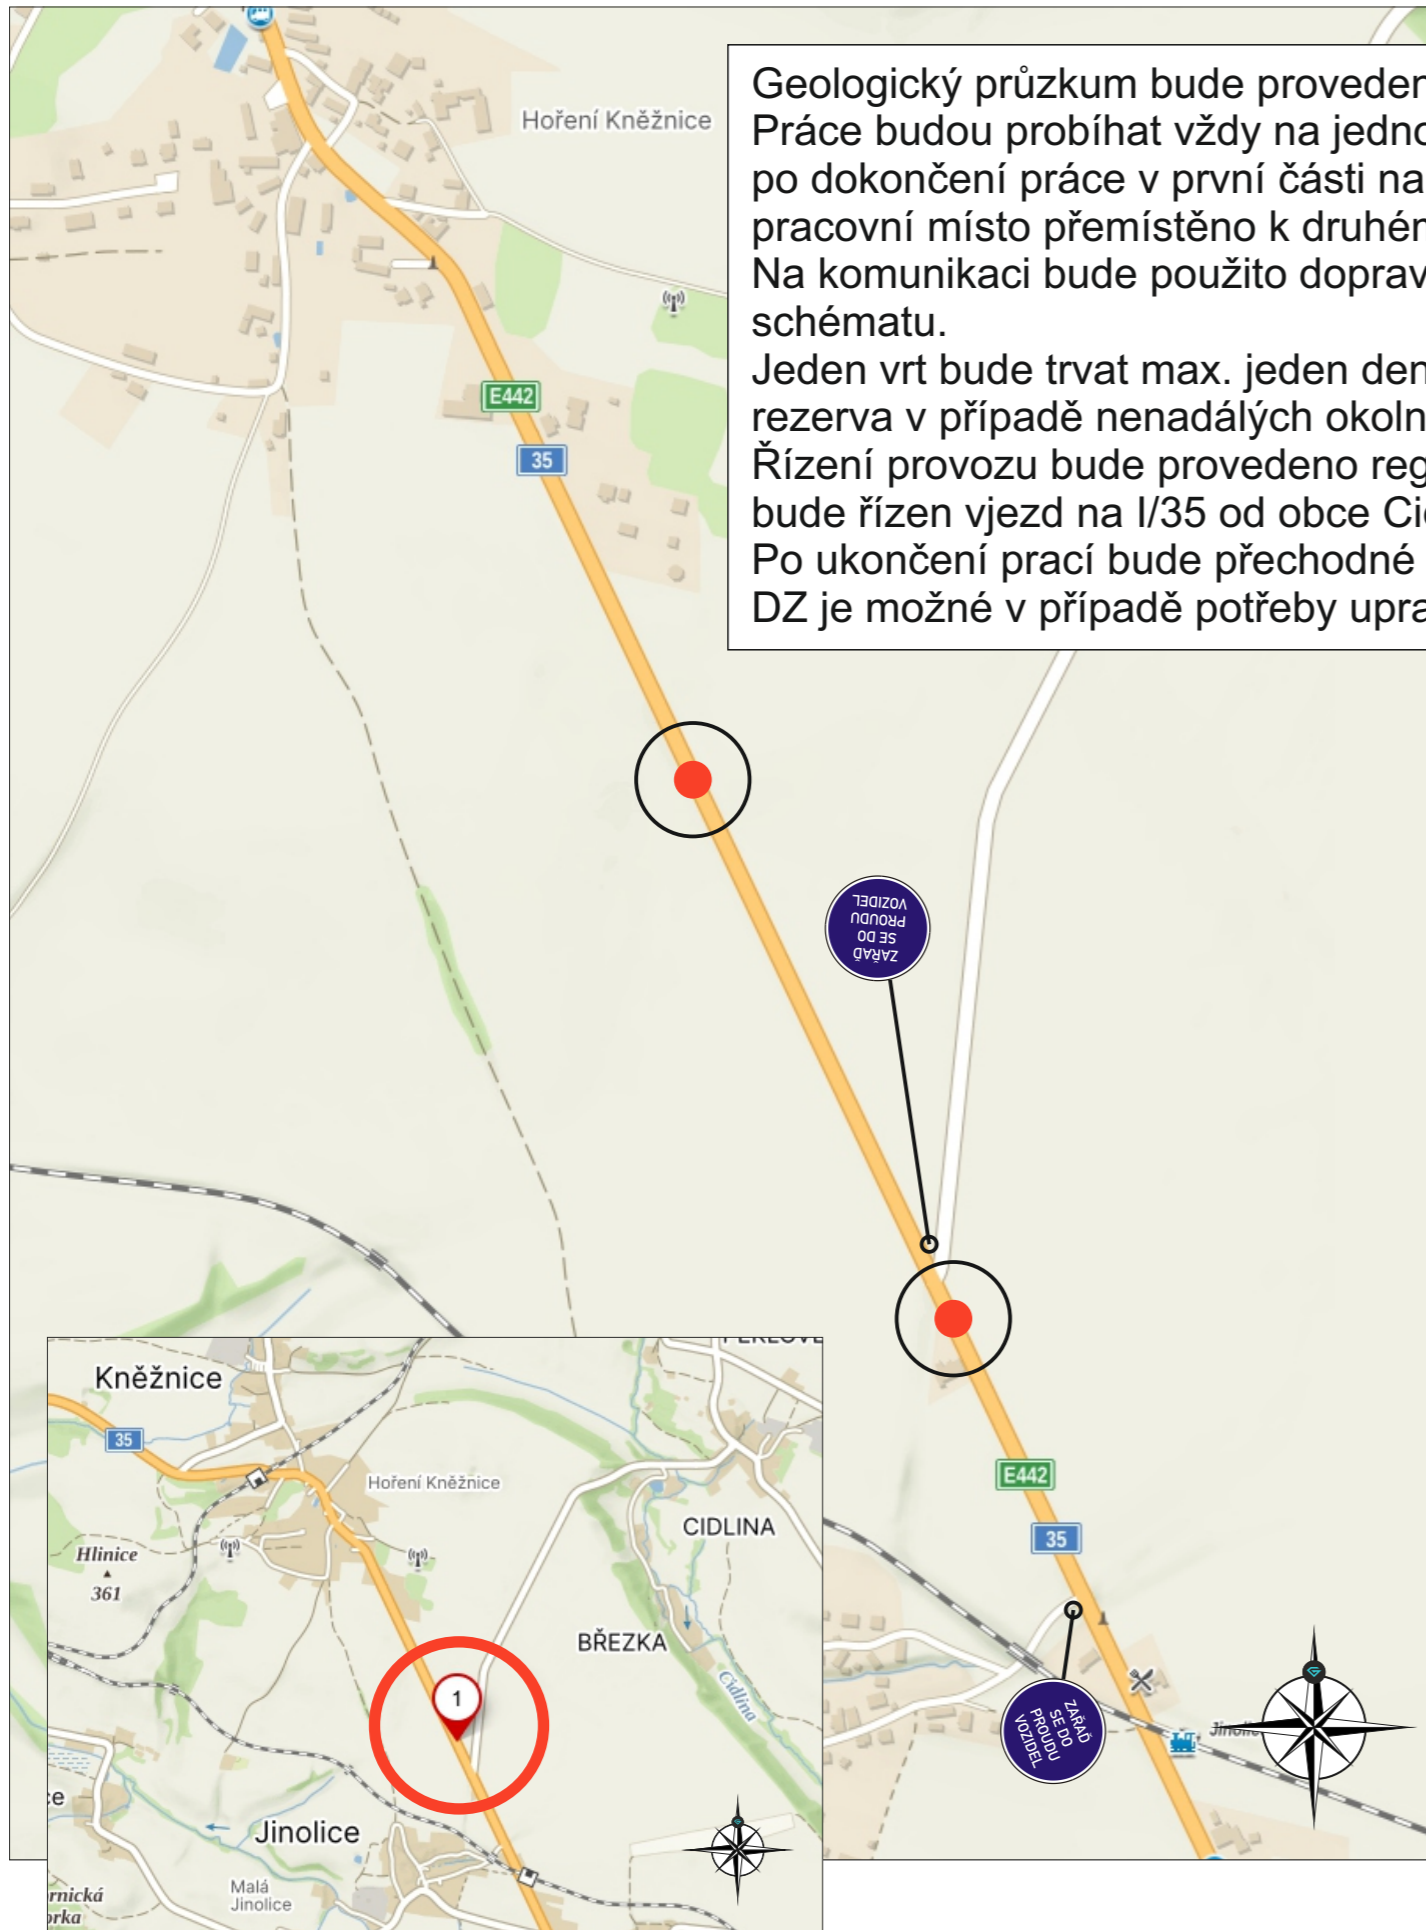 Hoření Kněžnice
Geologický průzkum bude proveden
Práce budou probíhat vždy na jedno
po dokončení práce v první části na
pracovní místo přemístěno k druhém
Na komunikaci bude použito doprav
schématu.
Jeden vrt bude trvat max. jeden den
rezerva v případě nenadálých okoln
Řízení provozu bude provedeno reg
bude řízen vjezd na I/35 od obce Cid
Po ukončení prací bude přechodné
DZ je možné v případě potřeby upra
E442
35
ZAŘAĎ
SE DO
PROUDU
VOZIDEL
E442
35
ZAŘAĎ
SE DO
PROUDU
VOZIDEL
Kněžnice
35
Hoření Kněžnice
CIDLINA
Hlinice
361
BŘEZKA
Cidlina
1
Jinolice
Malá
Jinolice